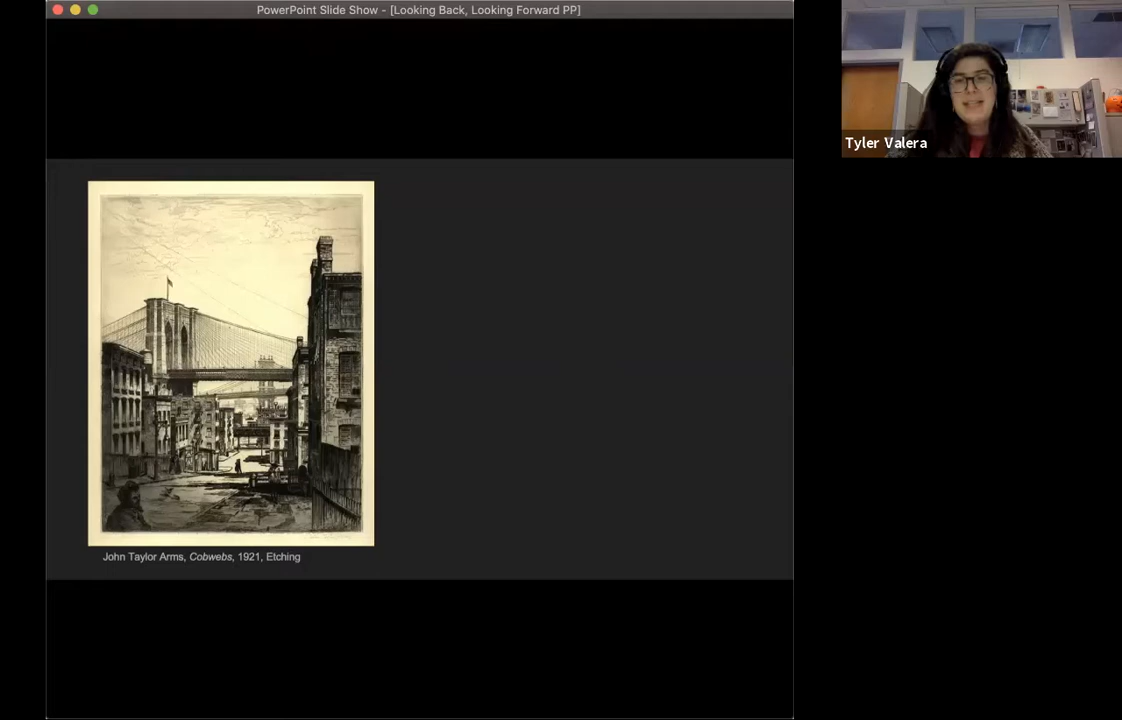 PowerPoint Slide Show - [Looking Back, Looking Forward PP]
Tyler Valera
John Taylor Arms, Cobwebs, 1921, Etching